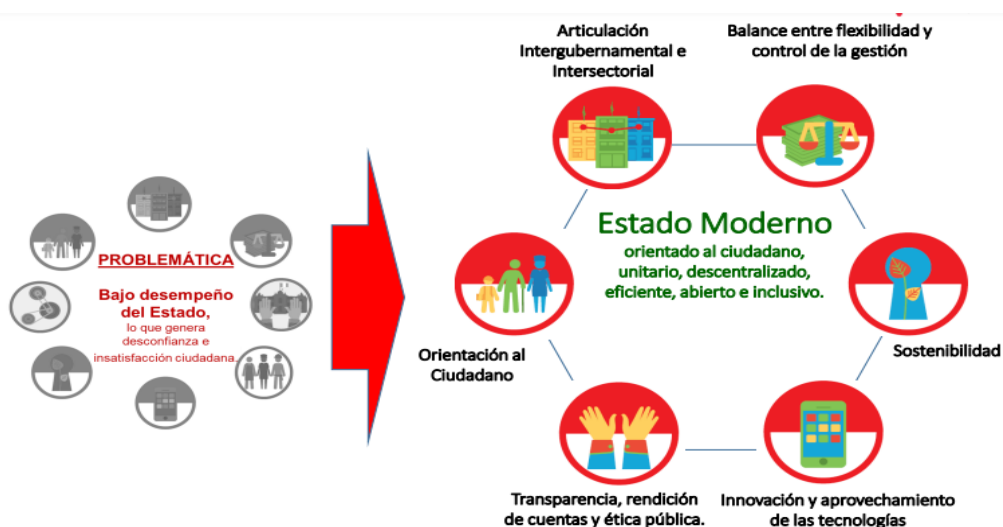 Articulación
Intergubernamental e
Intersectorial
Balance entre flexibilidad y
control de la gestión
PROBLEMÁTICA
Bajo desempeño
del Estado,
lo que genera
desconfianza e
insatisfacción ciudadana.
Estado Moderno
orientado al ciudadano,
unitario, descentralizado,
eficiente, abierto e inclusivo.
Orientación al
Ciudadano
Sostenibilidad
Transparencia, rendición
de cuentas y ética pública.
Innovación y aprovechamiento
de las tecnologías